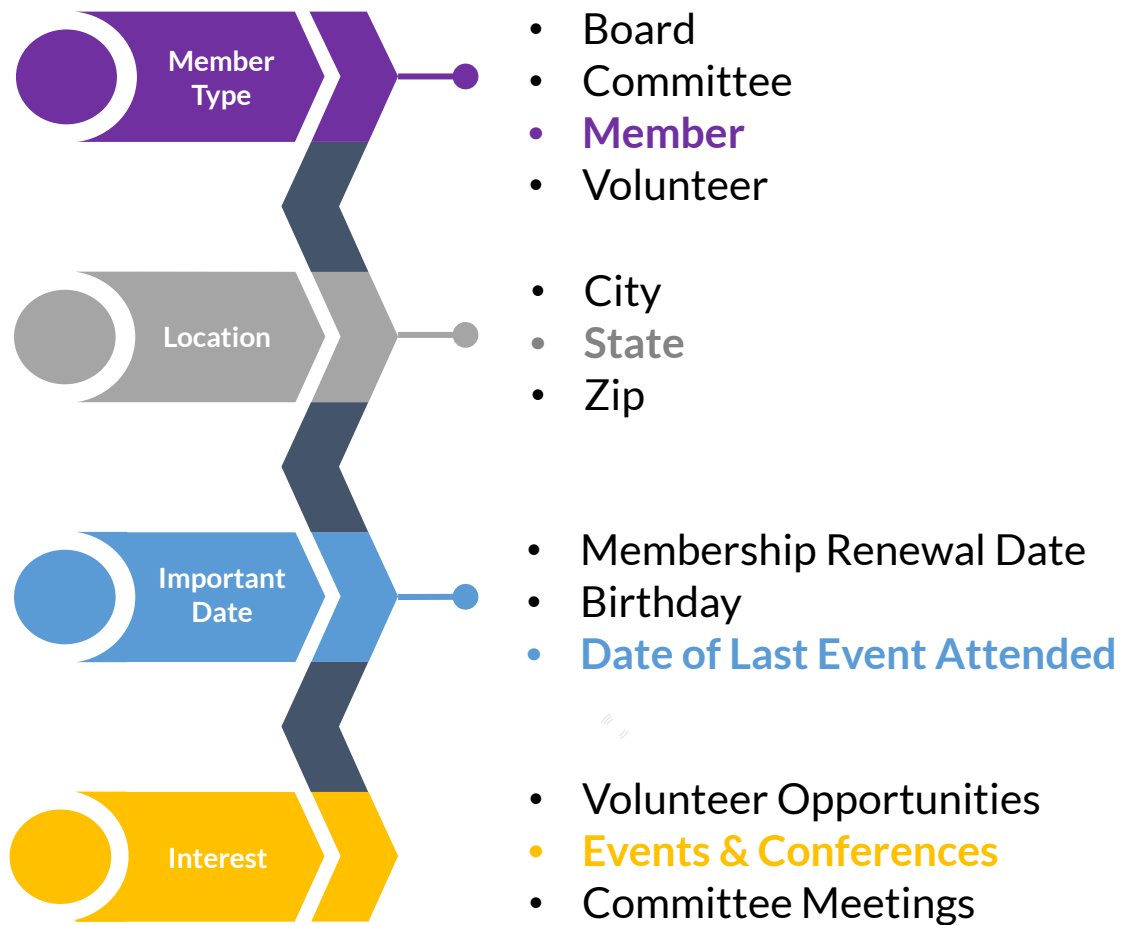 Member
Type
• Board
• Committee
• Member
• Volunteer
Location
• City
• State
• Zip
Important
Date
• Membership Renewal Date
• Birthday
• Date of Last Event Attended
Interest
• Volunteer Opportunities
• Events & Conferences
• Committee Meetings